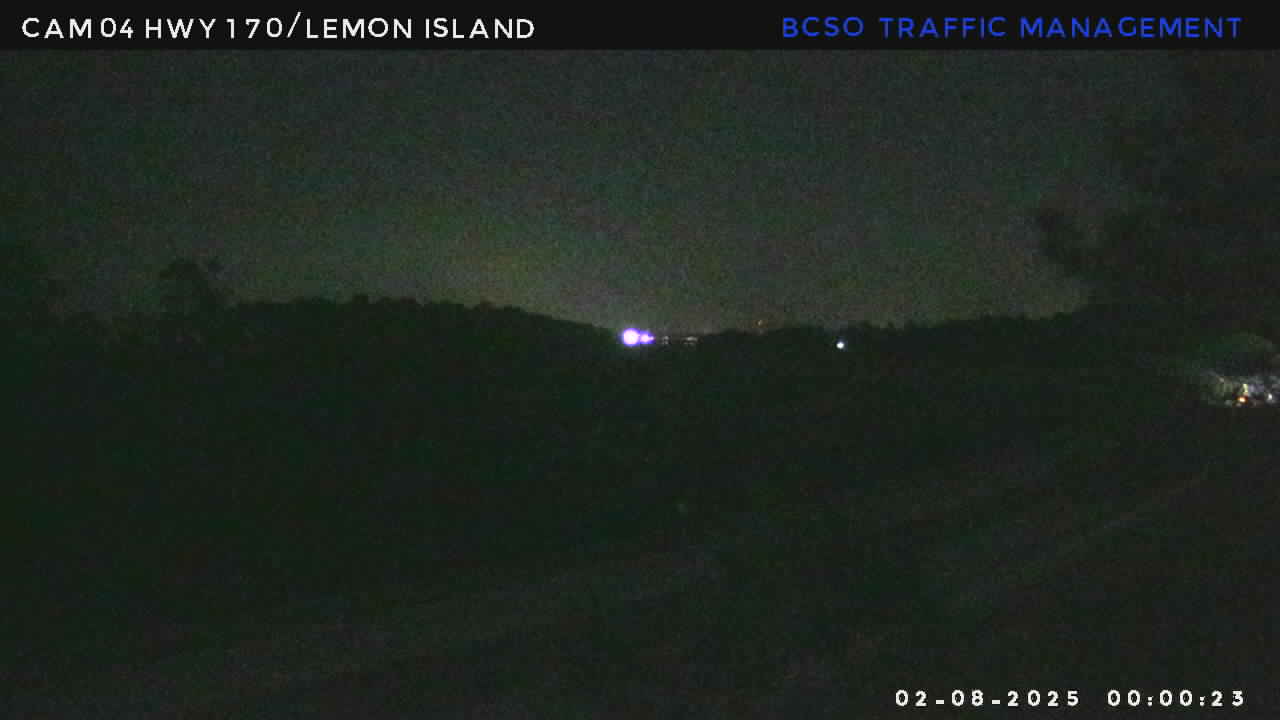 CAM04 HWY 170/LEMON ISLAND
BCSO TRAFFIC MANAGEMENT
02-08-2025 00:00:23